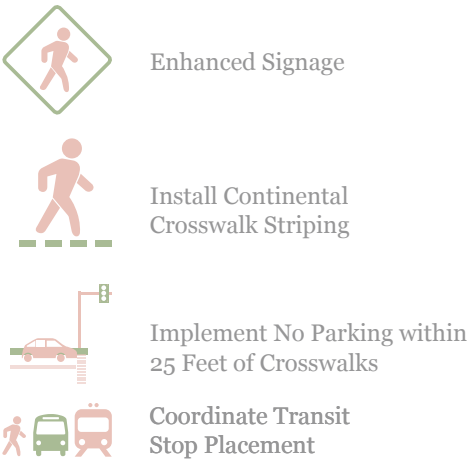 Enhanced Signage
Install Continental
Crosswalk Striping
Implement No Parking within
25 Feet of Crosswalks
Coordinate Transit
Stop Placement